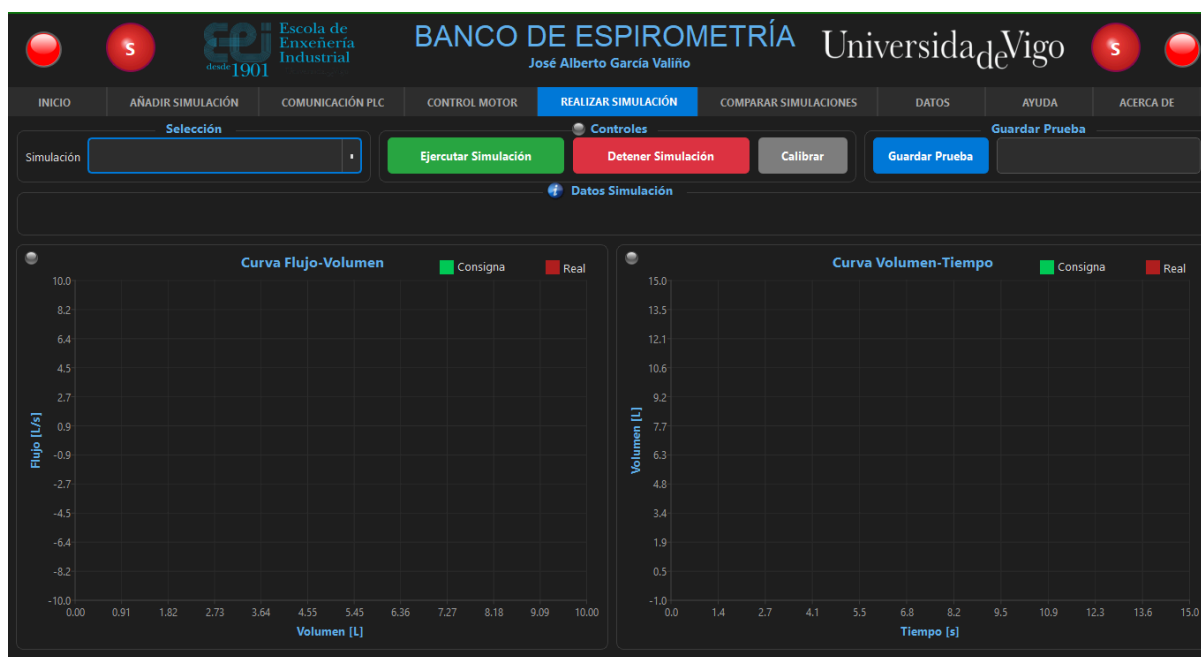 S
EPI
desde 1901
Escola de
Enxeñería
Industrial
BANCO DE ESPIROMETRÍA
José Alberto García Valiño
Universidade de Vigo
S
INICIO
AÑADIR SIMULACIÓN
COMUNICACIÓN PLC
CONTROL MOTOR
REALIZAR SIMULACIÓN
COMPARAR SIMULACIONES
DATOS
AYUDA
ACERCA DE
Selección
Simulación
Controles
Ejercutar Simulación
Detener Simulación
Calibrar
Guardar Prueba
Guardar Prueba
Datos Simulación
Curva Flujo-Volumen
Consigna
Real
Flujo [L/s]
10.0
8.2
6.4
4.5
2.7
0.9
-0.9
-2.7
-4.5
-6.4
-8.2
-10.0
0.00 0.91 1.82 2.73 3.64 4.55 5.45 6.36 7.27 8.18 9.09 10.00
Volumen [L]
Curva Volumen-Tiempo
Consigna
Real
Volumen [L]
15.0
13.5
12.1
10.6
9.2
7.7
6.3
4.8
3.4
1.9
0.5
-1.0
0.0 1.4 2.7 4.1 5.5 6.8 8.2 9.5 10.9 12.3 13.6 15.0
Tiempo [s]